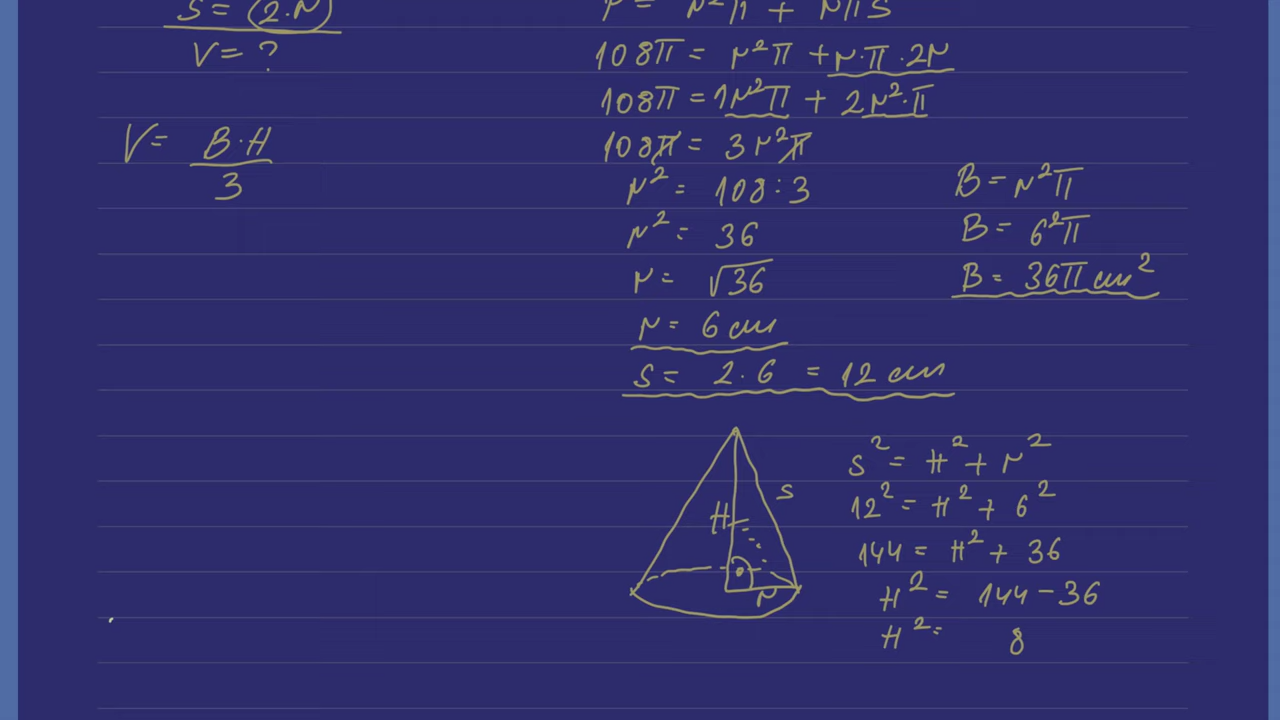 S = (2·r)
V = ?
V = B·H / 3
P = r²π + rπs
108π = r²π + r·π·2r
108π = 1r²π + 2r²·π
108π = 3r²π
r² = 108 : 3
r² = 36
r = √36
r = 6 cm
s = 2·6 = 12 cm
B = r²π
B = 6²π
B = 36π cm²
H
s
r
s² = H² + r²
12² = H² + 6²
144 = H² + 36
H² = 144 - 36
H² = 8